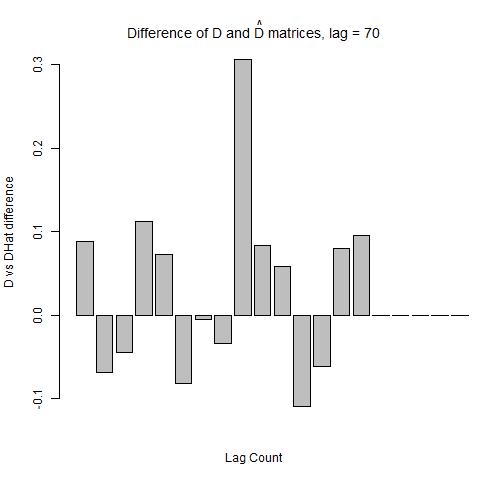 Difference of D and D̂ matrices, lag = 70
D vs DHat difference
0.3
0.2
0.1
0.0
-0.1
Lag Count